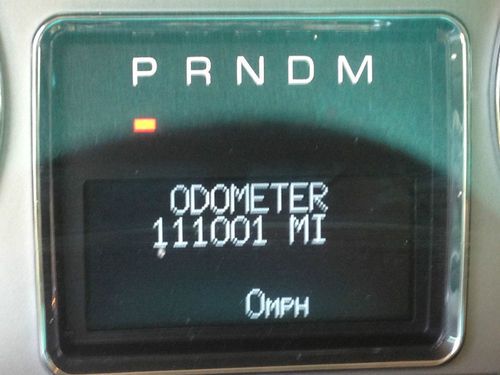 P R N D M
ODOMETER
111001 MI
0MPH